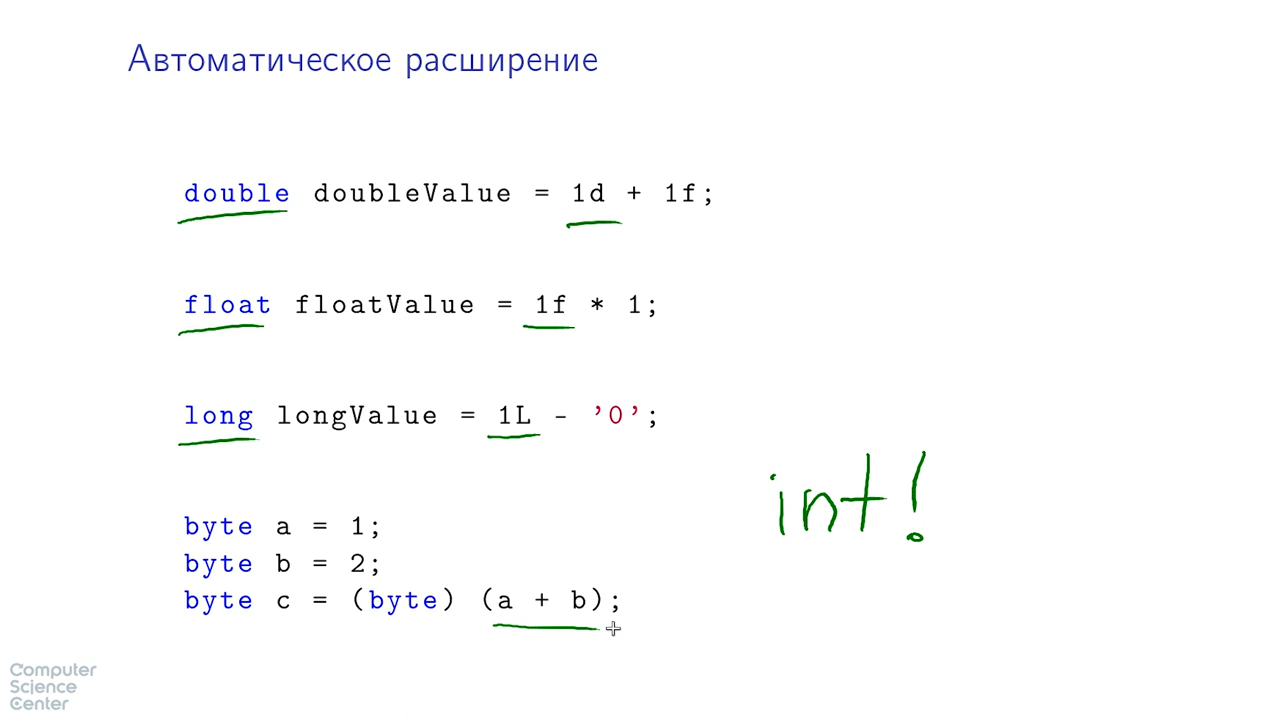 Автоматическое расширение
double doubleValue = 1d + 1f;
float floatValue = 1f * 1;
long longValue = 1L - '0';
int!
byte a = 1;
byte b = 2;
byte c = (byte) (a + b);
Computer
Science
Center